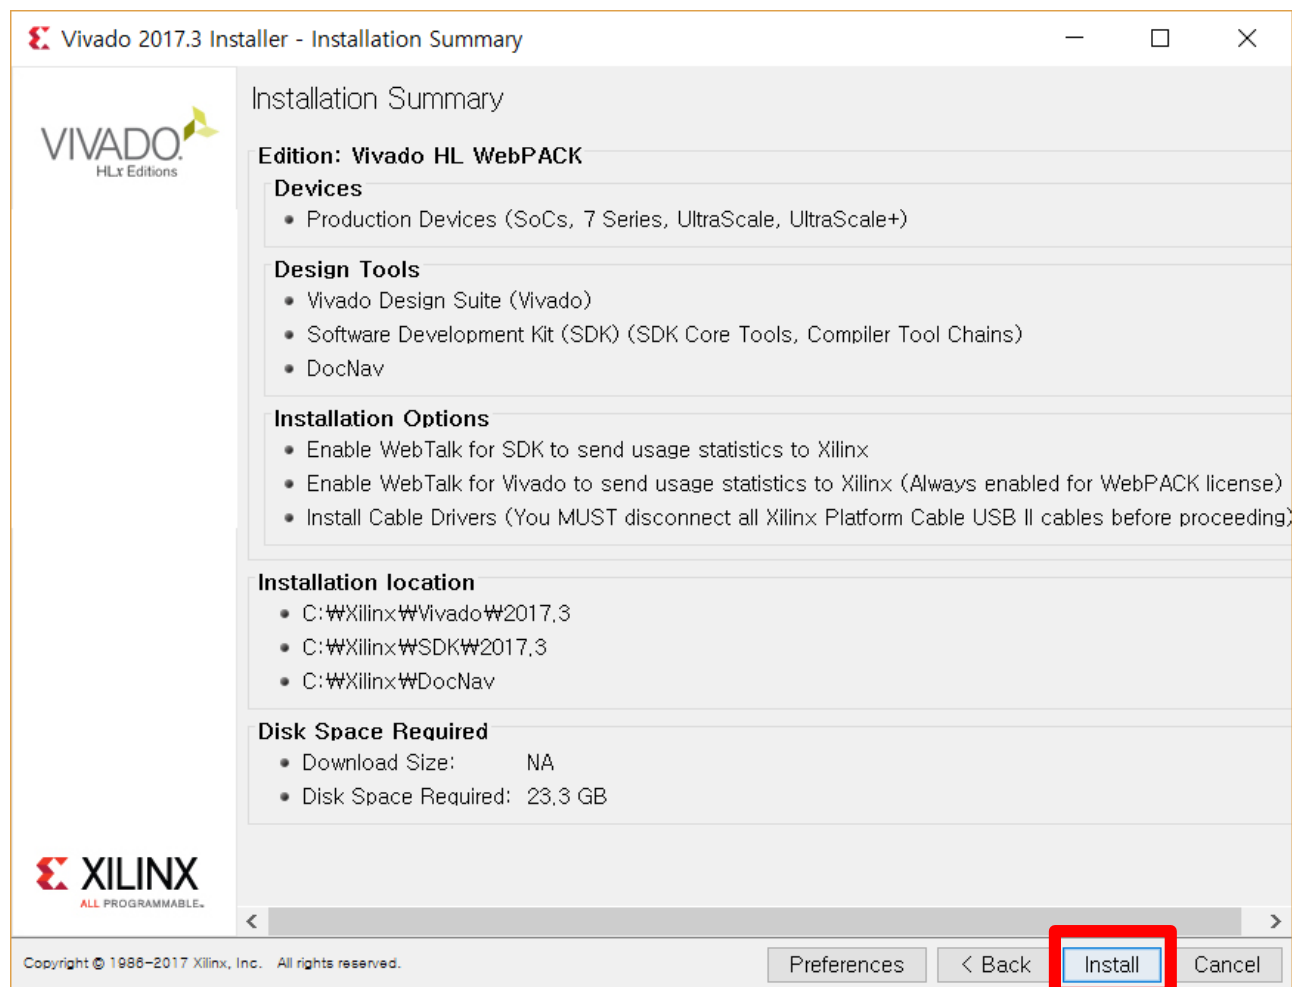 Vivado 2017.3 Installer - Installation Summary
VIVADO.
HLx Editions
Installation Summary
Edition: Vivado HL WebPACK
Devices
Production Devices (SoCs, 7 Series, UltraScale, UltraScale+)
Design Tools
Vivado Design Suite (Vivado)
Software Development Kit (SDK) (SDK Core Tools, Compiler Tool Chains)
DocNav
Installation Options
Enable WebTalk for SDK to send usage statistics to Xilinx
Enable WebTalk for Vivado to send usage statistics to Xilinx (Always enabled for WebPACK license)
Install Cable Drivers (You MUST disconnect all Xilinx Platform Cable USB II cables before proceeding)
Installation location
C:₩Xilinx₩Vivado₩2017.3
C:₩Xilinx₩SDK₩2017.3
C:₩Xilinx₩DocNav
Disk Space Required
Download Size: NA
Disk Space Required: 23.3 GB
XILINX
ALL PROGRAMMABLE.
Copyright © 1986-2017 Xilinx, Inc. All rights reserved.
Preferences < Back Install Cancel